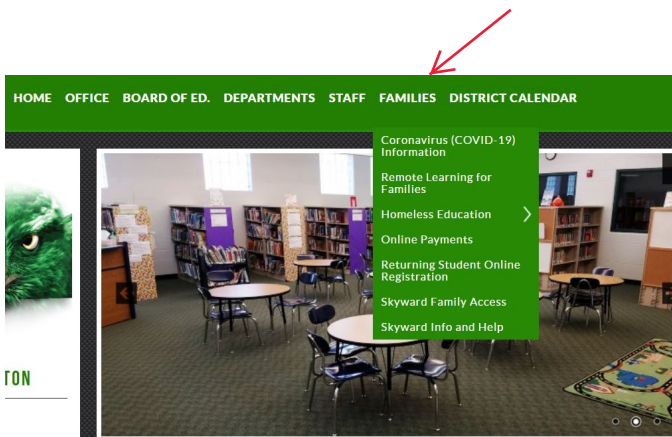 HOME OFFICE BOARD OF ED. DEPARTMENTS STAFF FAMILIES DISTRICT CALENDAR
Coronavirus (COVID-19)
Information
Remote Learning for
Families
Homeless Education
Online Payments
Returning Student Online
Registration
Skyward Family Access
Skyward Info and Help
TON